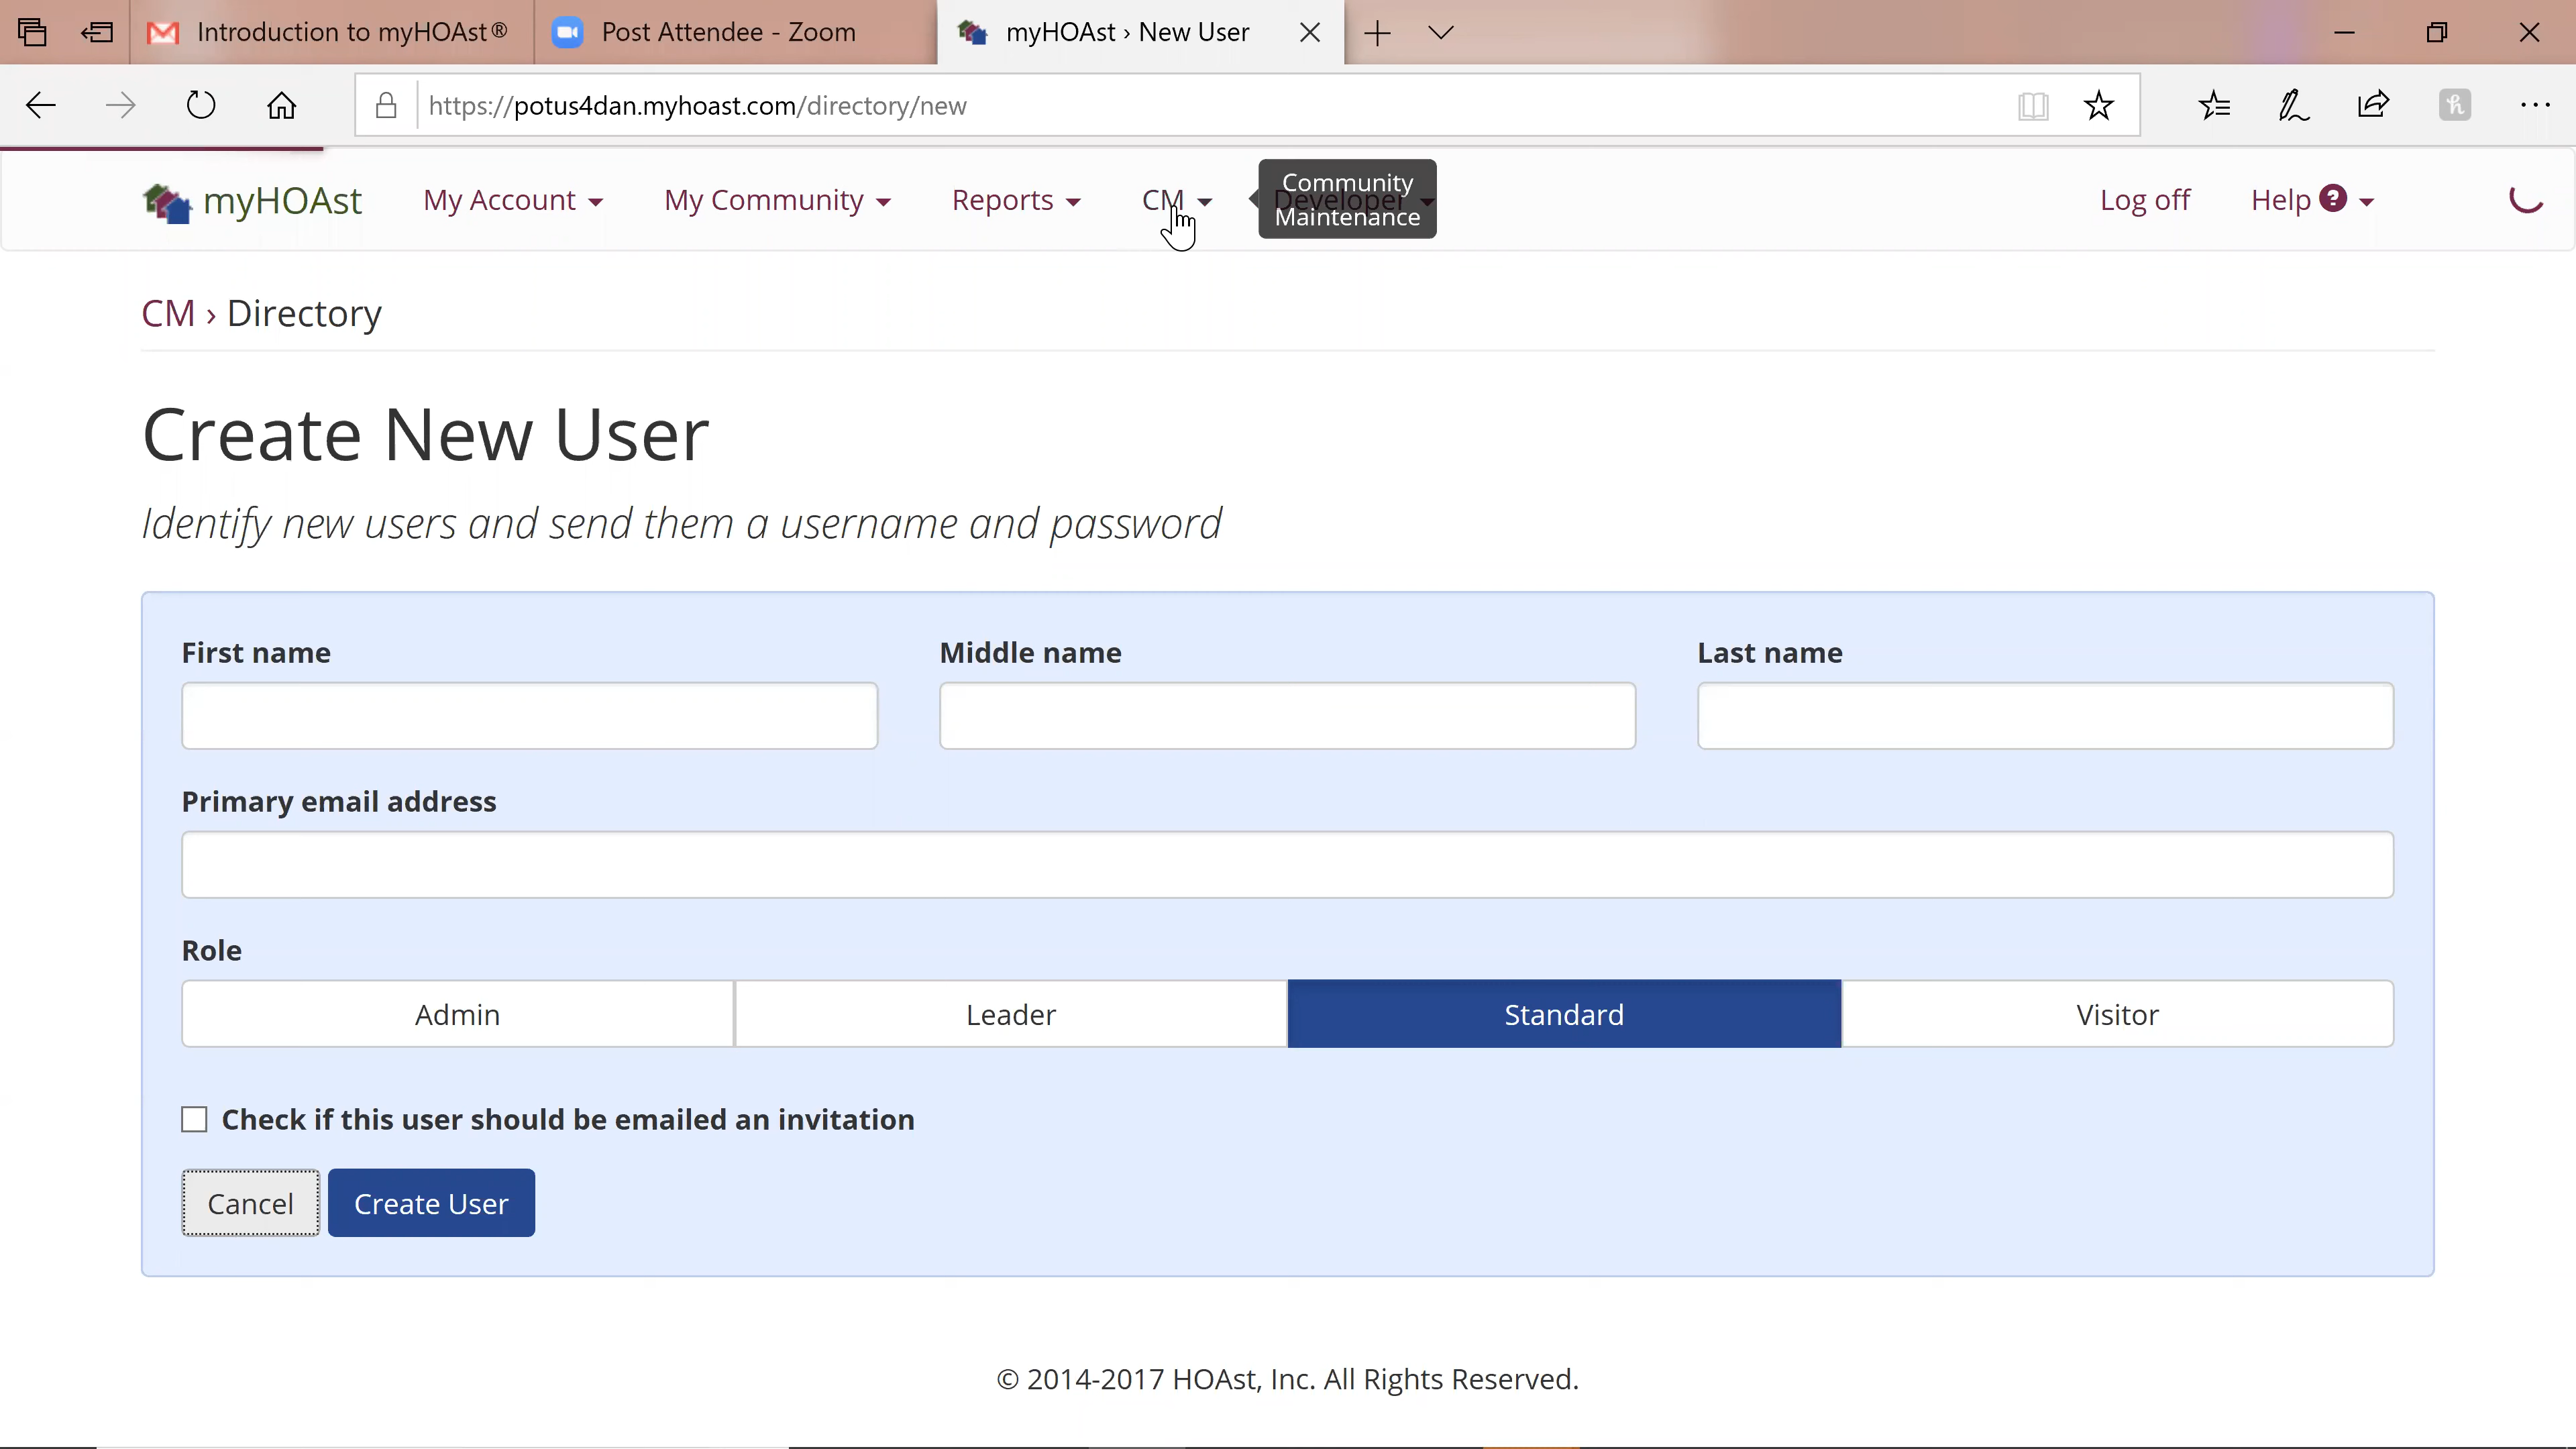 Introduction to myHOAst®
Post Attendee - Zoom
myHOAst › New User
https://potus4dan.myhoast.com/directory/new
myHOAst
My Account
My Community
Reports
CM
Community
Maintenance
Developer
Log off
Help ?
CM › Directory
Create New User
Identify new users and send them a username and password
First name
Middle name
Last name
Primary email address
Role
Admin
Leader
Standard
Visitor
Check if this user should be emailed an invitation
Cancel
Create User
© 2014-2017 HOAst, Inc. All Rights Reserved.